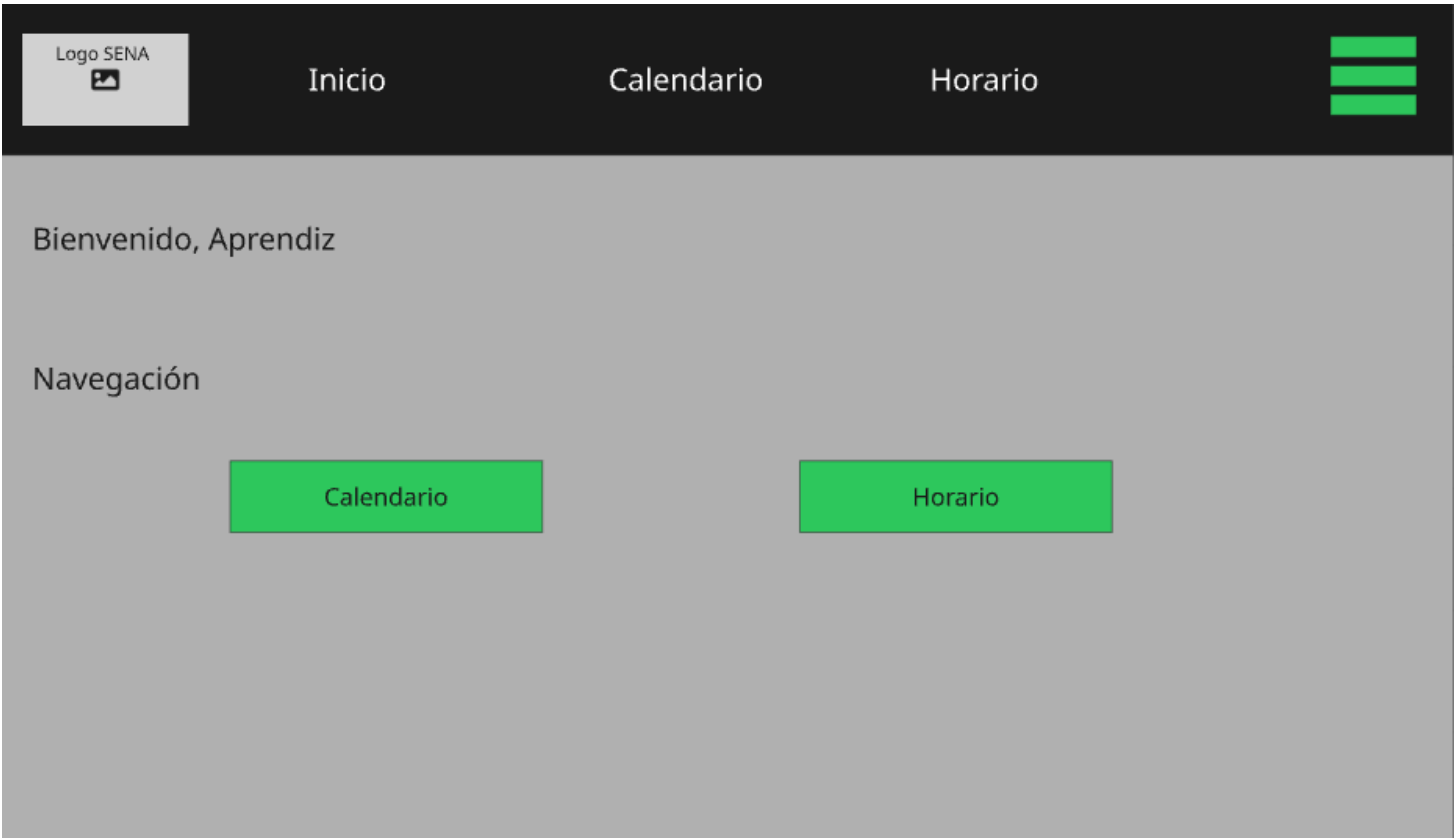 Logo SENA
Inicio Calendario Horario
Bienvenido, Aprendiz
Navegación
Calendario Horario